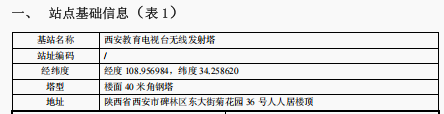 一、 站点基础信息（表 1）
基站名称 西安教育电视台无线发射塔
站址编码 /
经纬度 经度 108.956984，纬度 34.258620
塔型 楼面 40 米角钢塔
地址 陕西省西安市碑林区东大街菊花园 36 号人人居楼顶